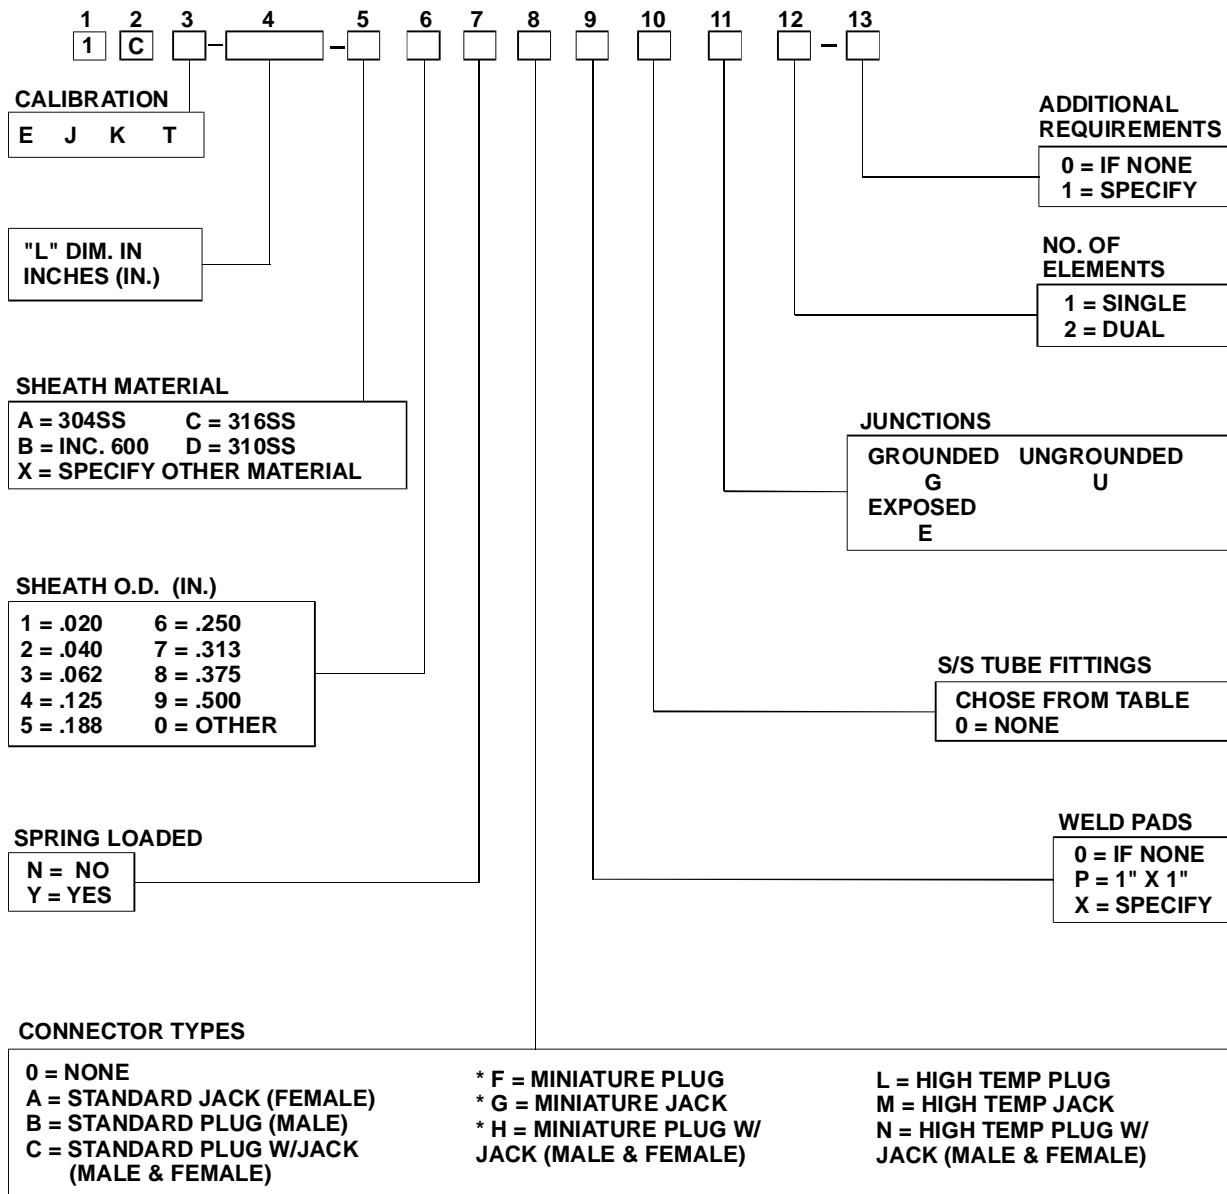 1 2 3 4 5 6 7 8 9 10 11 12 13
1 C
CALIBRATION
E J K T
"L" DIM. IN
INCHES (IN.)
SHEATH MATERIAL
A = 304SS C = 316SS
B = INC. 600 D = 310SS
X = SPECIFY OTHER MATERIAL
SHEATH O.D. (IN.)
1 = .020 6 = .250
2 = .040 7 = .313
3 = .062 8 = .375
4 = .125 9 = .500
5 = .188 0 = OTHER
SPRING LOADED
N = NO
Y = YES
ADDITIONAL
REQUIREMENTS
0 = IF NONE
1 = SPECIFY
NO. OF
ELEMENTS
1 = SINGLE
2 = DUAL
JUNCTIONS
GROUNDED UNGROUNDED
G U
EXPOSED
E
S/S TUBE FITTINGS
CHOSE FROM TABLE
0 = NONE
WELD PADS
0 = IF NONE
P = 1" X 1"
X = SPECIFY
CONNECTOR TYPES
0 = NONE
A = STANDARD JACK (FEMALE)
B = STANDARD PLUG (MALE)
C = STANDARD PLUG W/JACK
(MALE & FEMALE)
* F = MINIATURE PLUG
* G = MINIATURE JACK
* H = MINIATURE PLUG W/
JACK (MALE & FEMALE)
L = HIGH TEMP PLUG
M = HIGH TEMP JACK
N = HIGH TEMP PLUG W/
JACK (MALE & FEMALE)